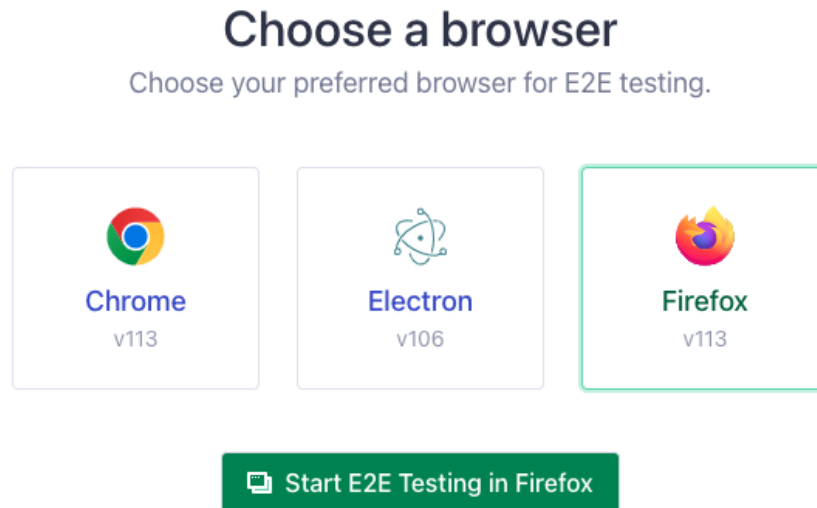 Choose a browser
Choose your preferred browser for E2E testing.
Chrome
v113
Electron
v106
Firefox
v113
Start E2E Testing in Firefox